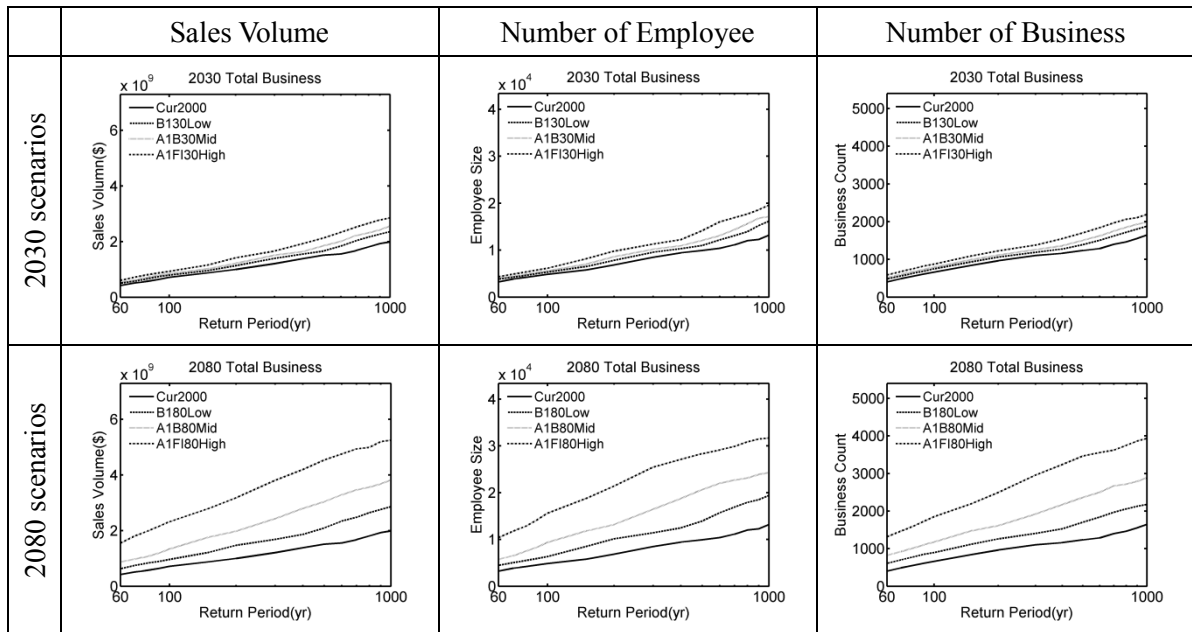 Sales Volume
Number of Employee
Number of Business
2030 scenarios
x 10^9
2030 Total Business
Cur2000
B130Low
A1B30Mid
A1FI30High
Sales Volumn($)
6
4
2
0
60
100
1000
Return Period(yr)
x 10^4
2030 Total Business
Cur2000
B130Low
A1B30Mid
A1FI30High
Employee Size
4
3
2
1
0
60
100
1000
Return Period(yr)
2030 Total Business
Cur2000
B130Low
A1B30Mid
A1FI30High
Business Count
5000
4000
3000
2000
1000
0
60
100
1000
Return Period(yr)
2080 scenarios
x 10^9
2080 Total Business
Cur2000
B180Low
A1B80Mid
A1FI80High
Sales Volume($)
6
4
2
0
60
100
1000
Return Period(yr)
x 10^4
2080 Total Business
Cur2000
B180Low
A1B80Mid
A1FI80High
Employee Size
4
3
2
1
0
60
100
1000
Return Period(yr)
2080 Total Business
Cur2000
B180Low
A1B80Mid
A1FI80High
Business Count
5000
4000
3000
2000
1000
0
60
100
1000
Return Period(yr)